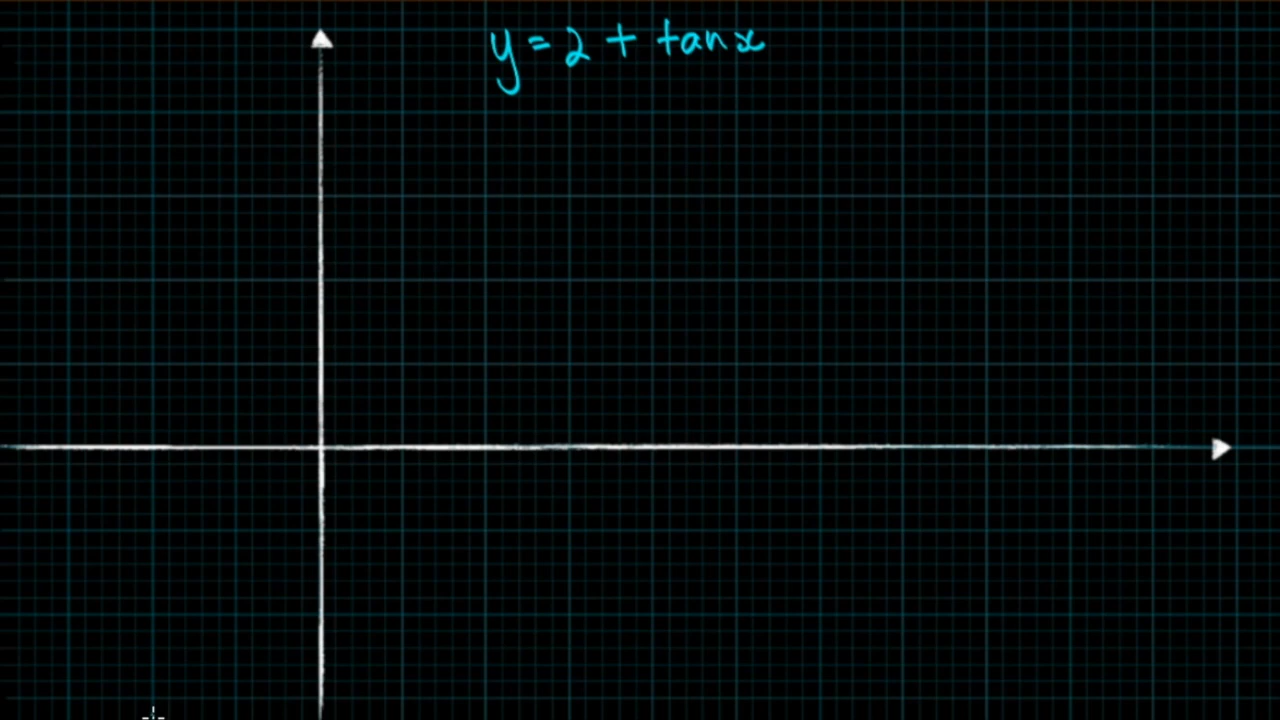 y = 2 + tan x